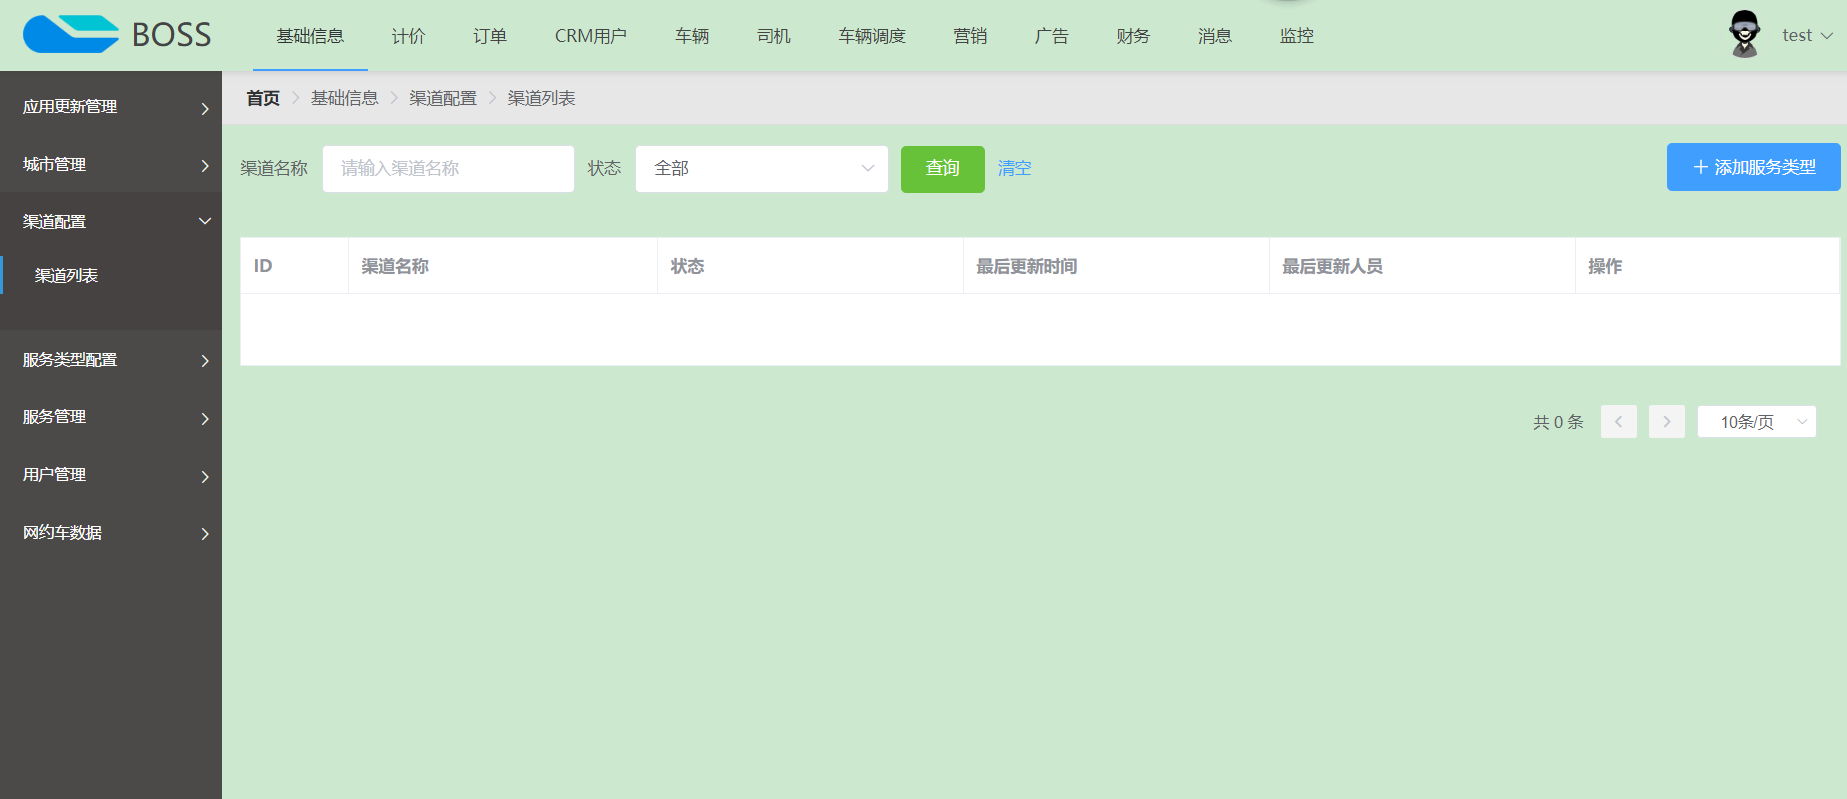 BOSS 基础信息 计价 订单 CRM用户 车辆 司机 车辆调度 营销 广告 财务 消息 监控 test
应用更新管理
城市管理
渠道配置
渠道列表
服务类型配置
服务管理
用户管理
网约车数据
首页 基础信息 渠道配置 渠道列表
渠道名称 请输入渠道名称 状态 全部 查询 清空 添加服务类型
ID 渠道名称 状态 最后更新时间 最后更新人员 操作
共 0 条 10条/页